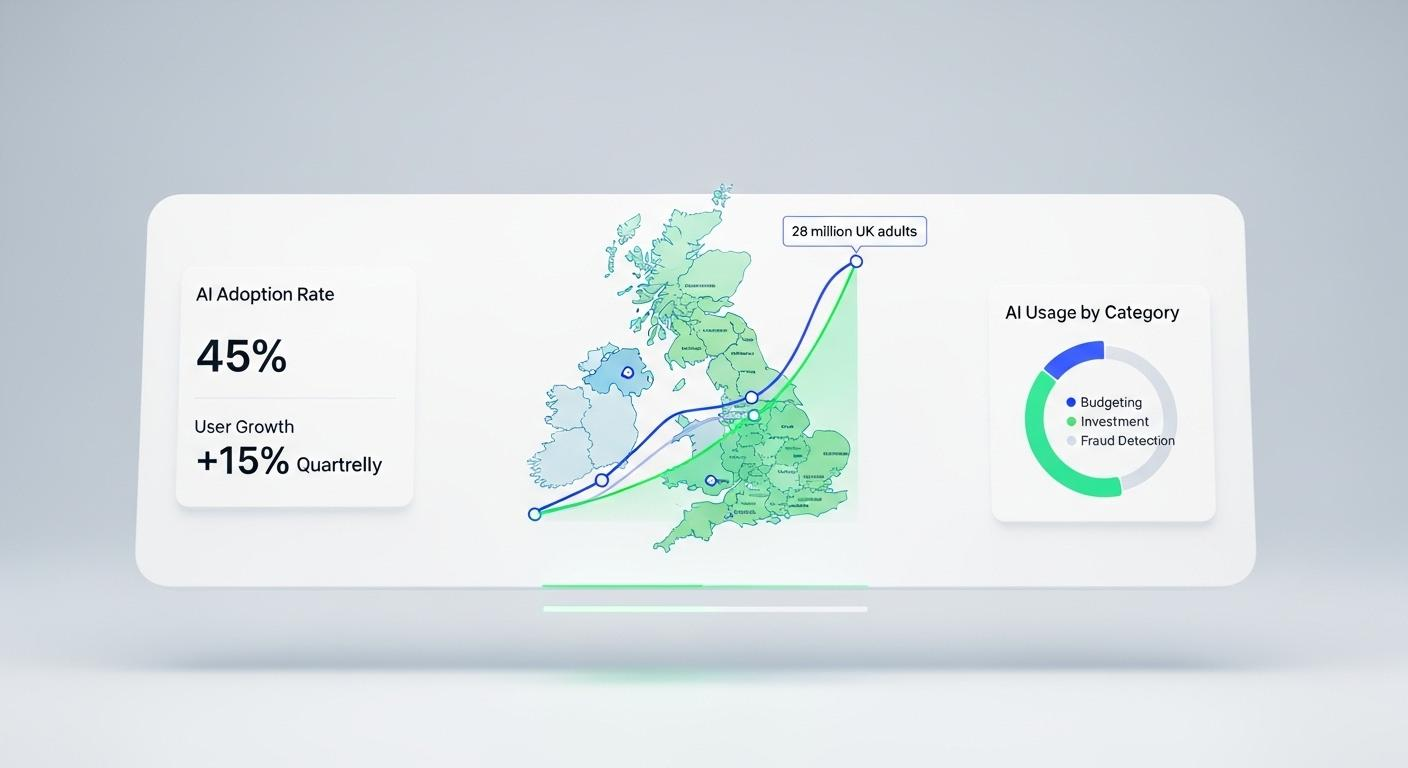 AI Adoption Rate
45%
User Growth
+15% Quartrelly
28 million UK adults
AI Usage by Category
Budgeting
Investment
Fraud Detection